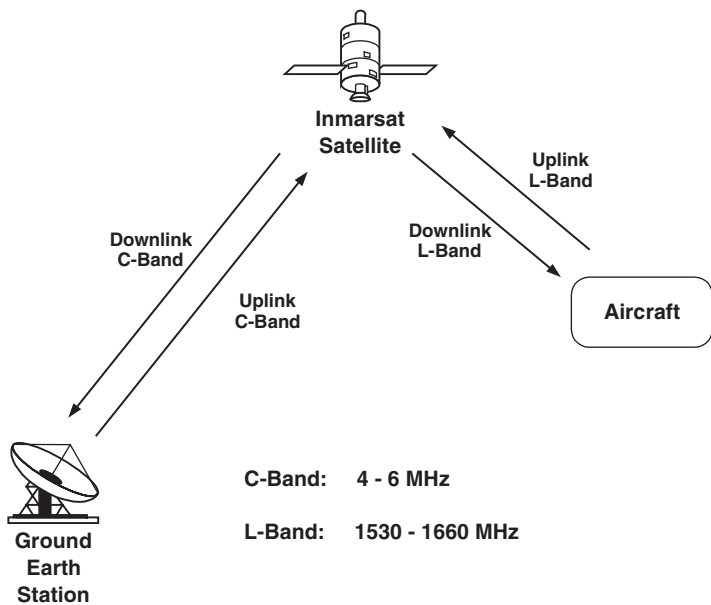 Inmarsat
Satellite
Uplink
L-Band
Downlink
L-Band
Downlink
C-Band
Uplink
C-Band
Aircraft
C-Band: 4 - 6 MHz
L-Band: 1530 - 1660 MHz
Ground
Earth
Station